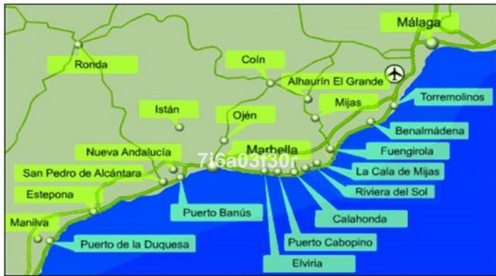 Málaga
Ronda
Coín
Alhaurín El Grande
Torremolinos
Istán
Ojén
Mijas
Benalmádena
Nueva Andalucía
Marbella
7f6a03f30r
Fuengirola
San Pedro de Alcántara
La Cala de Mijas
Estepona
Riviera del Sol
Puerto Banús
Calahonda
Manilva
Puerto de la Duquesa
Puerto Cabopino
Elviria